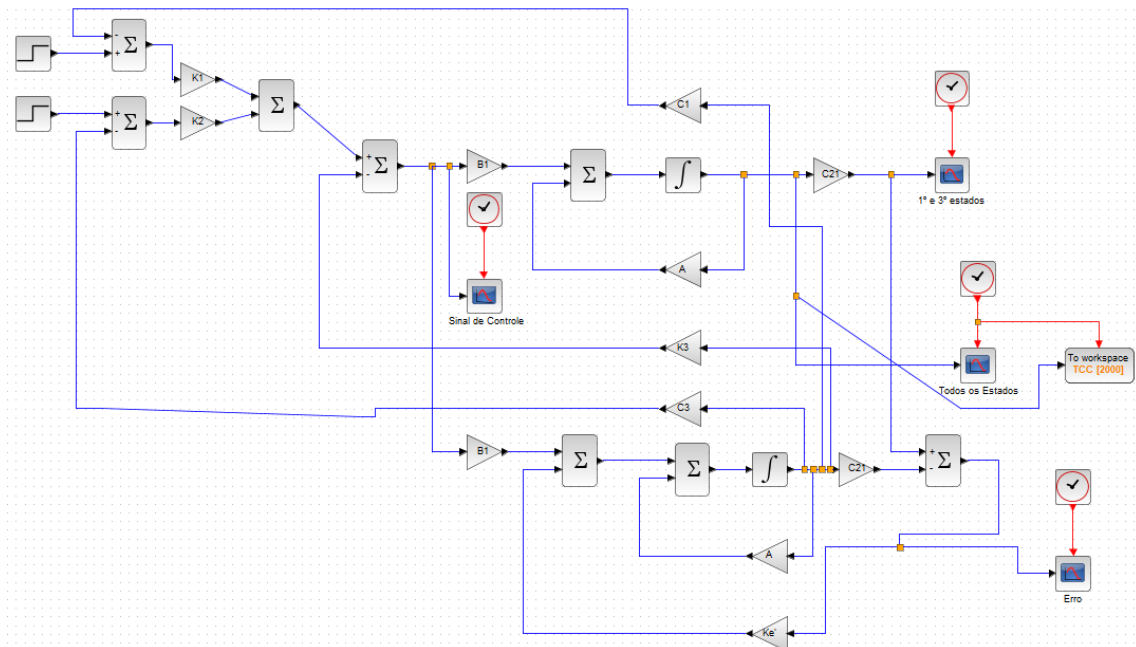 - Σ
+
K1
Σ
+ Σ
-
K2
C1
+ Σ
-
B1
Σ
∫
C21
1º e 3º estados
A
Sinal de Controle
K3
To workspace
TCC [2000]
Todos os Estados
C3
B1
Σ
Σ
∫
C21
+ Σ
-
A
Erro
Ke'